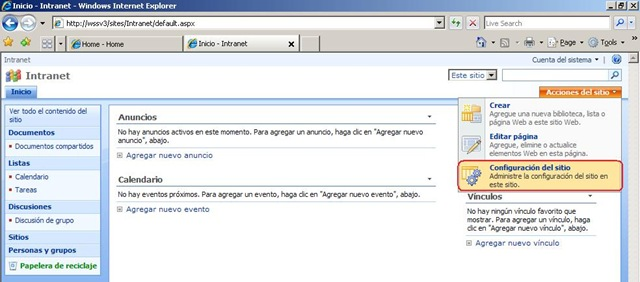 Inicio - Intranet - Windows Internet Explorer
http://wssv3/sites/Intranet/default.aspx
Live Search
Home - Home
Inicio - Intranet
Page
Tools
Intranet
Cuenta del sistema
Intranet
Este sitio
Inicio
Acciones del sitio
Ver todo el contenido del
sitio
Documentos
Documentos compartidos
Listas
Calendario
Tareas
Discusiones
Discusión de grupo
Sitios
Personas y grupos
Papelera de reciclaje
Anuncios
No hay anuncios activos en este momento. Para agregar un anuncio, haga clic en "Agregar
nuevo anuncio", abajo.
Agregar nuevo anuncio
Calendario
No hay eventos próximos. Para agregar un evento, haga clic en "Agregar nuevo evento", abajo.
Agregar nuevo evento
Crear
Agregue una nueva biblioteca, lista o
página Web a este sitio Web.
Editar página
Agregue, elimine o actualice
elementos Web en esta página.
Configuración del sitio
Administre la configuración del sitio en
este sitio.
Vínculos
No hay ningún vínculo favorito que
mostrar. Para agregar un vínculo, haga
clic en "Agregar nuevo vínculo",
abajo.
Agregar nuevo vínculo